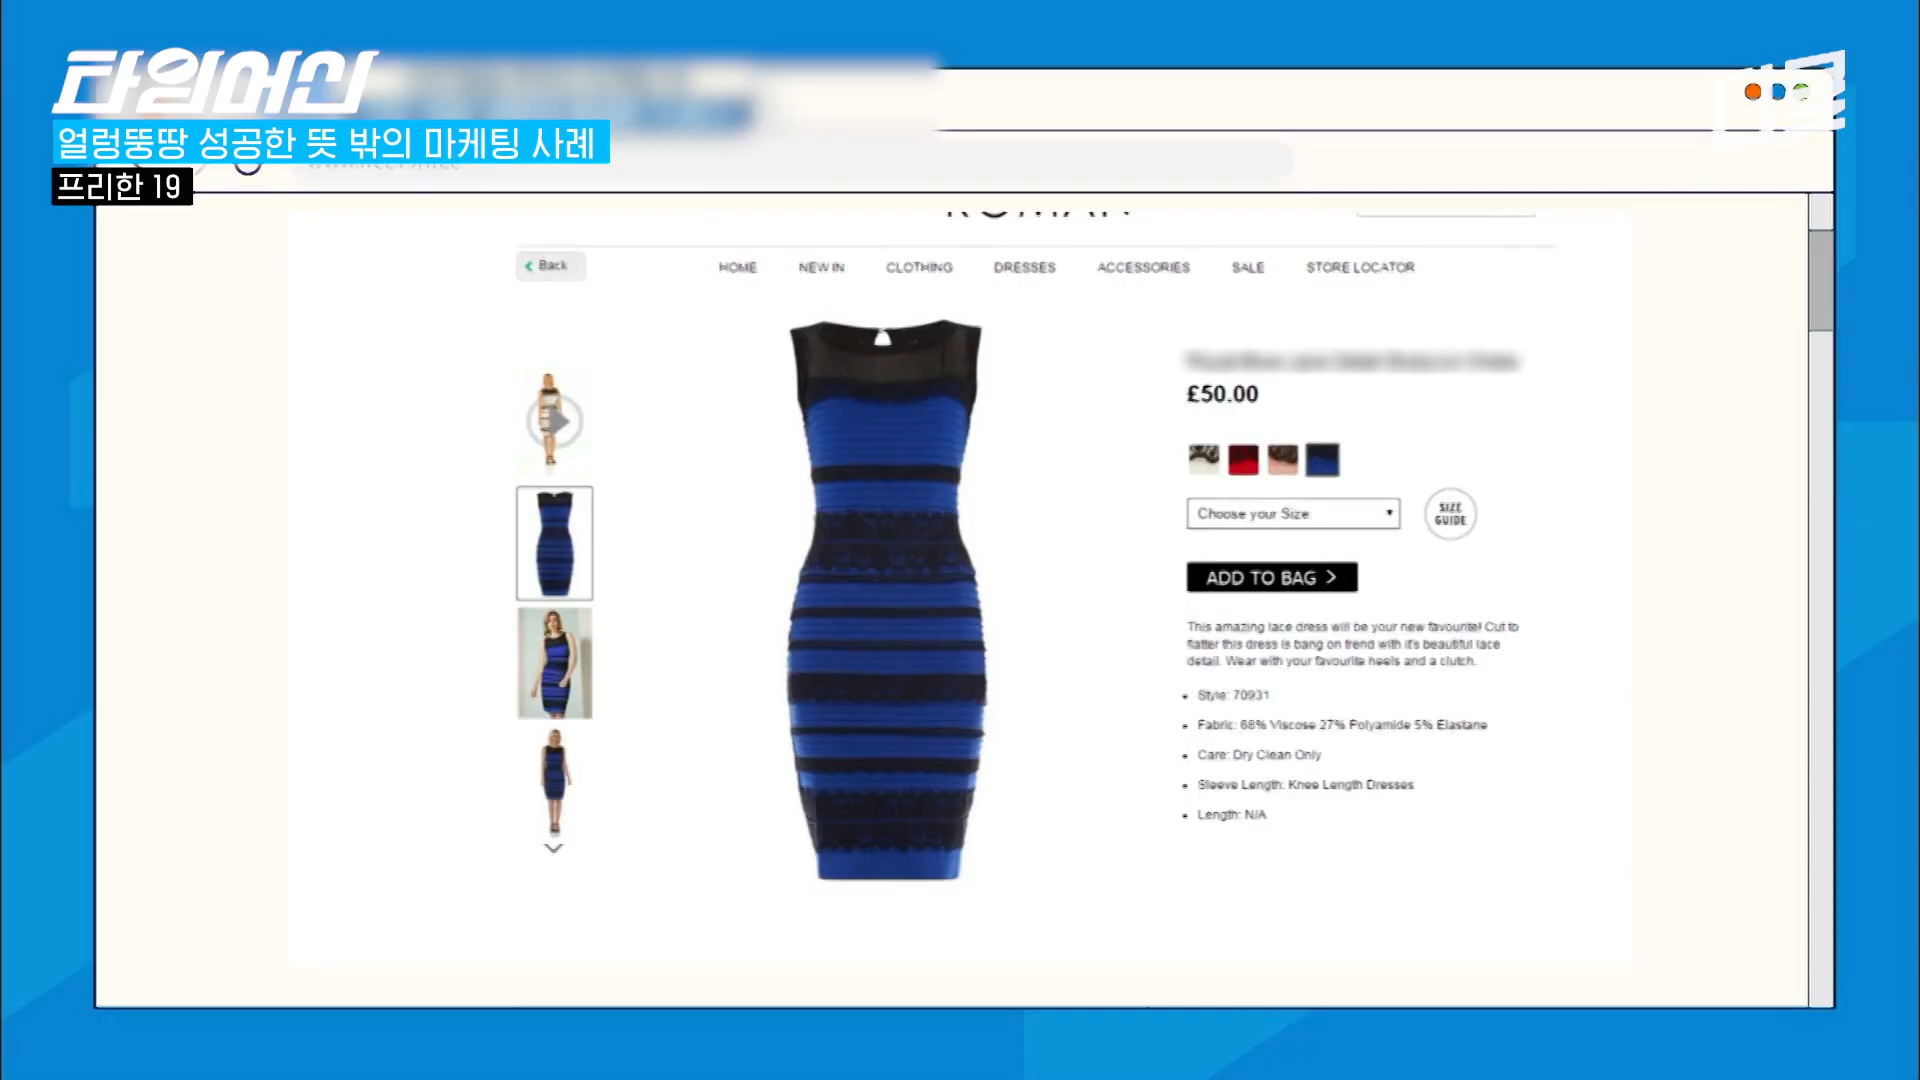 타임어신
얼렁뚱땅 성공한 뜻 밖의 마케팅 사례
프리한 19
ROMAN
Back
HOME
NEW IN
CLOTHING
DRESSES
ACCESSORIES
SALE
STORE LOCATOR
£50.00
Choose your Size
SIZE
GUIDE
ADD TO BAG >
This amazing lace dress will be your new favourite! Cut to
flatter this dress is bang on trend with it's beautiful lace
detail. Wear with your favourite heels and a clutch.
Style: 70931
Fabric: 68% Viscose 27% Polyamide 5% Elastane
Care: Dry Clean Only
Sleeve Length: Knee Length Dresses
Length: N/A